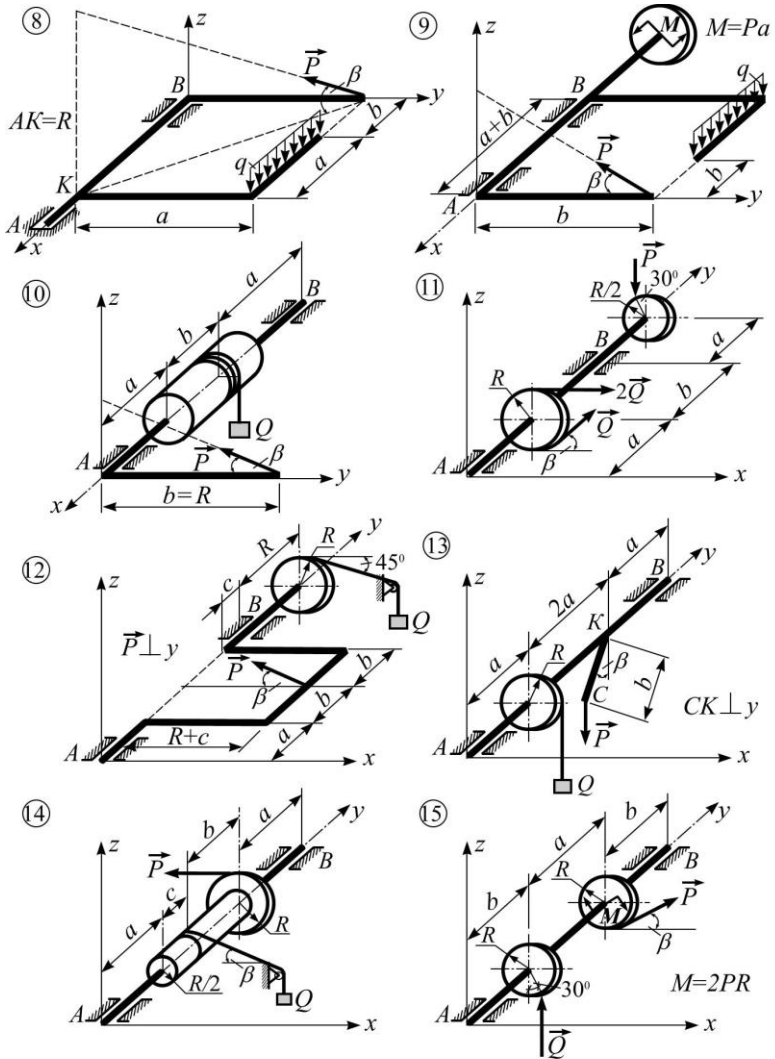 8
z
B
P
β
y
AK=R
b
q
a
K
A
x
a
9
z
M
M=Pa
B
q
a+b
P
β
b
A
y
x
b
10
z
a
B
b
a
Q
A
P
β
y
x
b=R
11
P
y
30⁰
z
R/2
B
a
R
2Q
b
Q
β
a
A
x
12
y
z
R
R
c
45⁰
B
Q
P⊥y
P
β
b
b
A
R+c
a
x
13
y
z
a
B
2a
K
a
R
β
b
C
P
CK⊥y
A
Q
x
14
y
z
b
a
B
P
c
a
R
β
R/2
Q
A
x
15
y
z
b
a
B
R
M
P
b
β
R
30⁰
M=2PR
A
Q
x